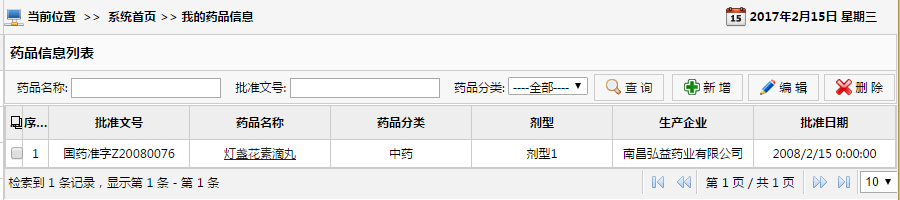 当前位置 >> 系统首页 >> 我的药品信息 15 2017年2月15日 星期三
药品信息列表
药品名称: 批准文号: 药品分类: ----全部---- 查 询 新 增 编 辑 删 除
序... 批准文号 药品名称 药品分类 剂型 生产企业 批准日期
1 国药准字Z20080076 灯盏花素滴丸 中药 剂型1 南昌弘益药业有限公司 2008/2/15 0:00:00
检索到 1 条记录，显示第 1 条 - 第 1 条 第 1 页 / 共 1 页 10